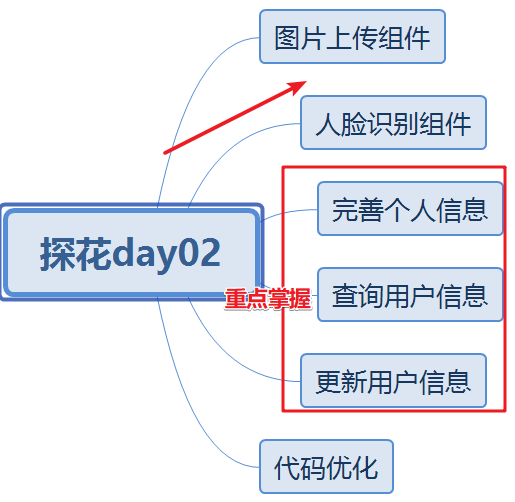 图片上传组件
人脸识别组件
完善个人信息
探花day02
重点掌握
查询用户信息
更新用户信息
代码优化